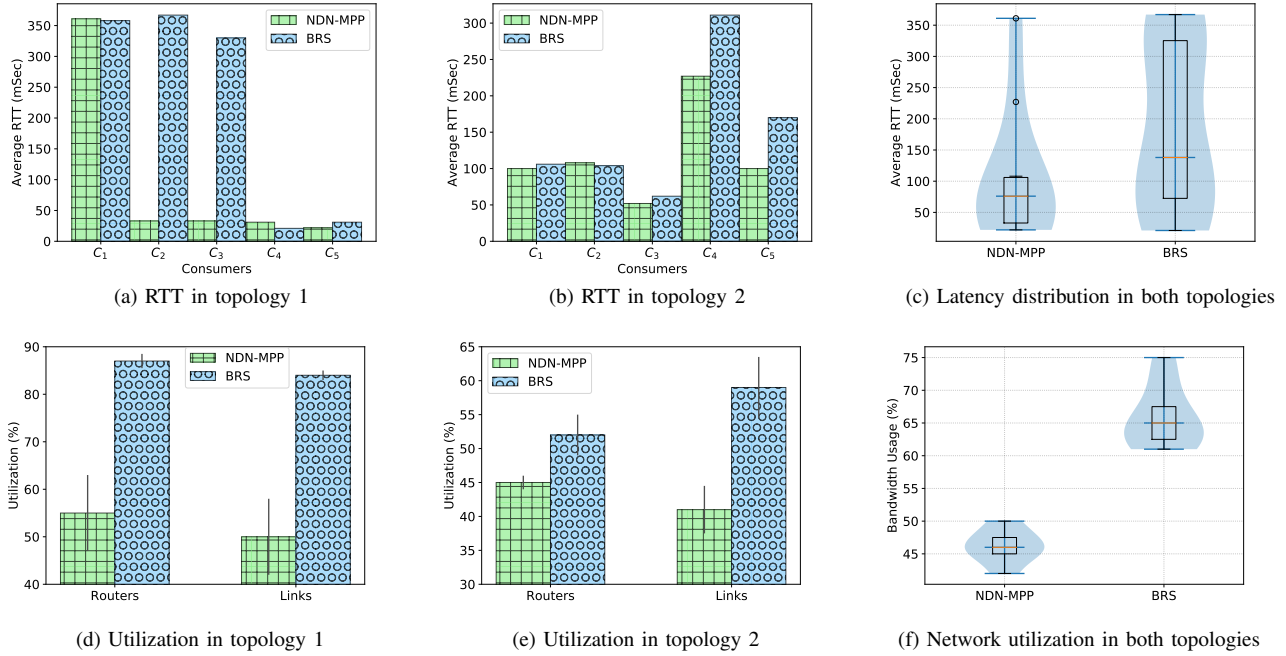 350
300
250
200
150
100
50
0
Average RTT (mSec)
NDN-MPP
BRS
C1 C2 C3 C4 C5
Consumers
(a) RTT in topology 1
300
250
200
150
100
50
0
Average RTT (mSec)
NDN-MPP
BRS
C1 C2 C3 C4 C5
Consumers
(b) RTT in topology 2
350
300
250
200
150
100
50
Average RTT (mSec)
NDN-MPP BRS
(c) Latency distribution in both topologies
90
80
70
60
50
40
Utilization (%)
NDN-MPP
BRS
Routers Links
(d) Utilization in topology 1
65
60
55
50
45
40
35
30
Utilization (%)
NDN-MPP
BRS
Routers Links
(e) Utilization in topology 2
75
70
65
60
55
50
45
Bandwidth Usage (%)
NDN-MPP BRS
(f) Network utilization in both topologies